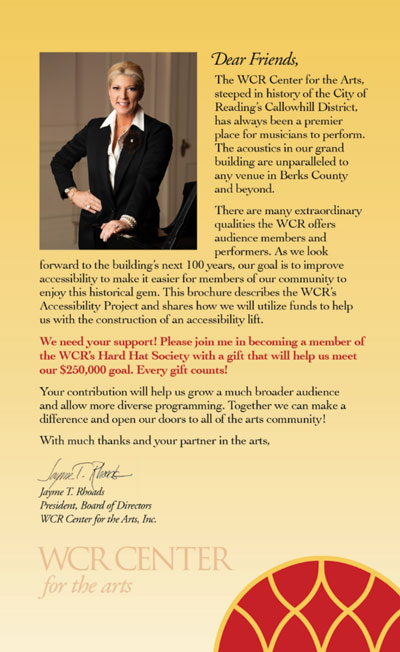 Dear Friends,
The WCR Center for the Arts,
steeped in history of the City of
Reading's Callowhill District,
has always been a premier
place for musicians to perform.
The acoustics in our grand
building are unparalleled to
any venue in Berks County
and beyond.
There are many extraordinary
qualities the WCR offers
audience members and
performers. As we look
forward to the building's next 100 years, our goal is to improve
accessibility to make it easier for members of our community to
enjoy this historical gem. This brochure describes the WCR's
Accessibility Project and shares how we will utilize funds to help
us with the construction of an accessibility lift.
We need your support! Please join me in becoming a member of
the WCR's Hard Hat Society with a gift that will help us meet
our $250,000 goal. Every gift counts!
Your contribution will help us grow a much broader audience
and allow more diverse programming. Together we can make a
difference and open our doors to all of the arts community!
With much thanks and your partner in the arts,
Jayme T. Rhoads
Jayme T. Rhoads
President, Board of Directors
WCR Center for the Arts, Inc.
WCR CENTER
for the arts